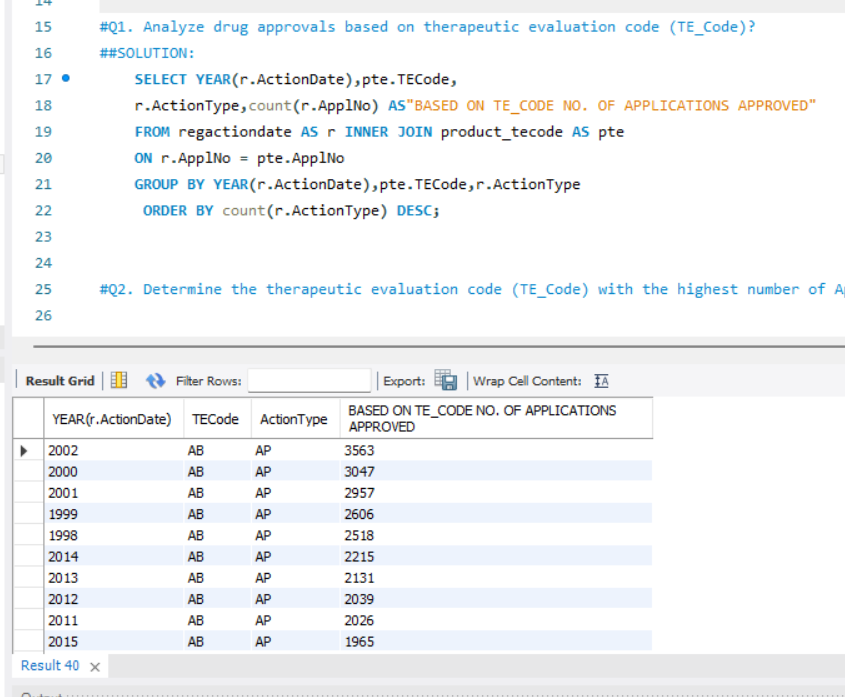 14
15 #Q1. Analyze drug approvals based on therapeutic evaluation code (TE_Code)?
16 ##SOLUTION:
17 SELECT YEAR(r.ActionDate),pte.TECode,
18 r.ActionType,count(r.ApplNo) AS"BASED ON TE_CODE NO. OF APPLICATIONS APPROVED"
19 FROM regactiondate AS r INNER JOIN product_tecode AS pte
20 ON r.ApplNo = pte.ApplNo
21 GROUP BY YEAR(r.ActionDate),pte.TECode,r.ActionType
22 ORDER BY count(r.ActionType) DESC;
23
24
25 #Q2. Determine the therapeutic evaluation code (TE_Code) with the highest number of
26
Result Grid Filter Rows: Export: Wrap Cell Content: IA
YEAR(r.ActionDate) TECode ActionType BASED ON TE_CODE NO. OF APPLICATIONS
APPROVED
2002 AB AP 3563
2000 AB AP 3047
2001 AB AP 2957
1999 AB AP 2606
1998 AB AP 2518
2014 AB AP 2215
2013 AB AP 2131
2012 AB AP 2039
2011 AB AP 2026
2015 AB AP 1965
Result 40